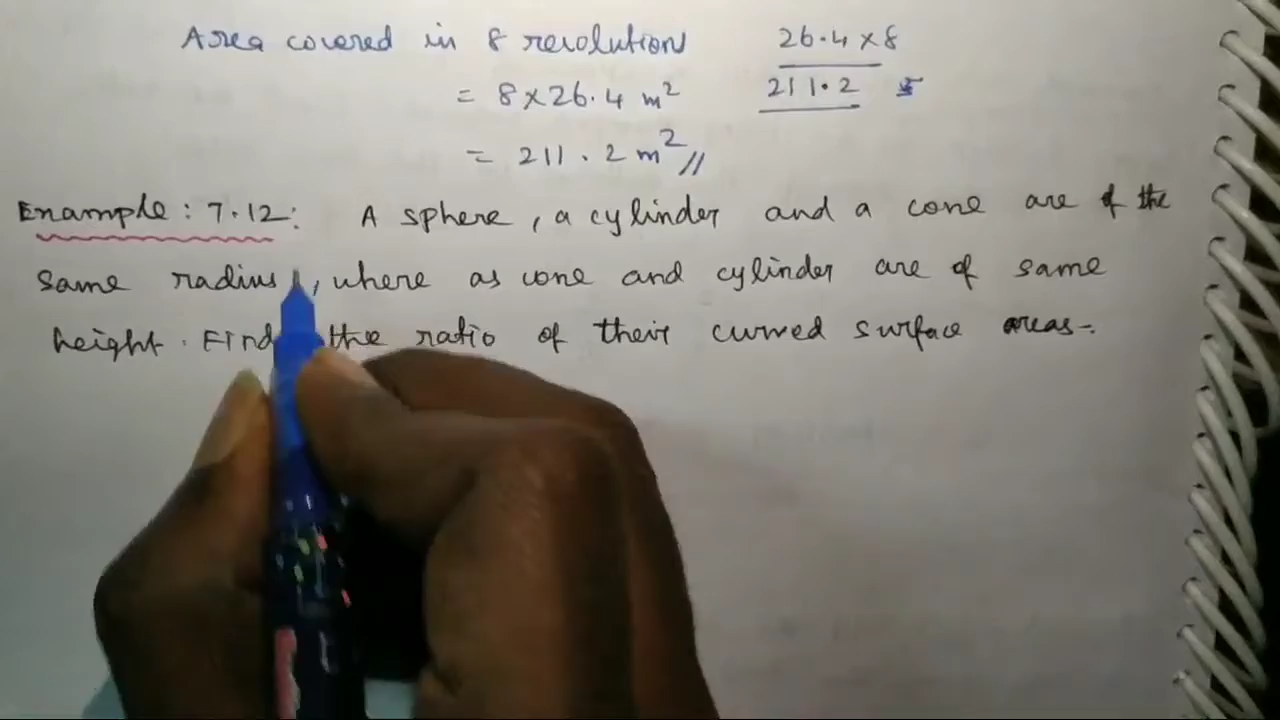 Area covered in 8 revolution
26.4 × 8
= 8 × 26.4 m²
211.2
= 211.2 m² //
Example: 7.12: A sphere, a cylinder and a cone are of the
same radius, where as cone and cylinder are of same
height. Find the ratio of their curved surface areas.